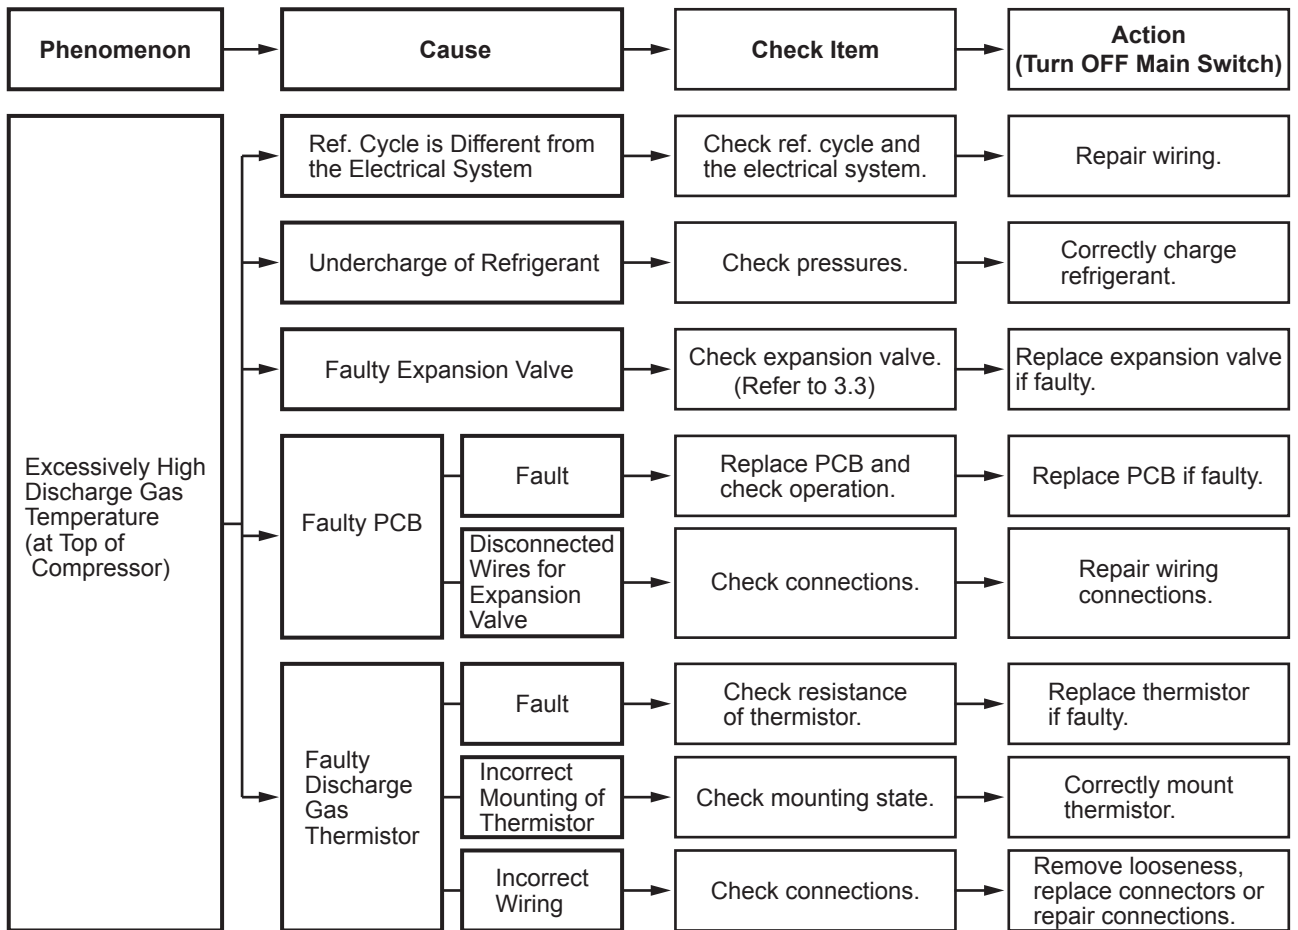 Phenomenon
Cause
Check Item
Action
(Turn OFF Main Switch)
Excessively High
Discharge Gas
Temperature
(at Top of
Compressor)
Ref. Cycle is Different from
the Electrical System
Check ref. cycle and
the electrical system.
Repair wiring.
Undercharge of Refrigerant
Check pressures.
Correctly charge
refrigerant.
Faulty Expansion Valve
Check expansion valve.
(Refer to 3.3)
Replace expansion valve
if faulty.
Faulty PCB
Fault
Replace PCB and
check operation.
Replace PCB if faulty.
Disconnected
Wires for
Expansion
Valve
Check connections.
Repair wiring
connections.
Faulty
Discharge
Gas
Thermistor
Fault
Check resistance
of thermistor.
Replace thermistor
if faulty.
Incorrect
Mounting of
Thermistor
Check mounting state.
Correctly mount
thermistor.
Incorrect
Wiring
Check connections.
Remove looseness,
replace connectors or
repair connections.